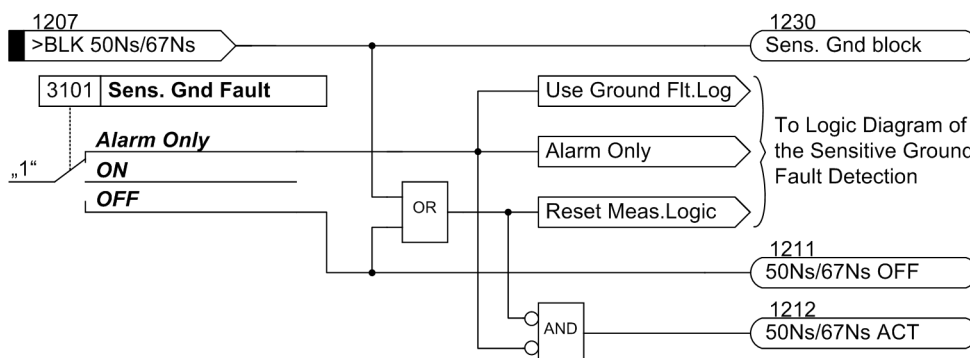 1207
>BLK 50Ns/67Ns
1230
Sens. Gnd block
3101 Sens. Gnd Fault
Use Ground Flt.Log
Alarm Only
„1“
ON
OFF
Alarm Only
To Logic Diagram of
the Sensitive Ground
Fault Detection
OR
Reset Meas.Logic
1211
50Ns/67Ns OFF
1212
AND
50Ns/67Ns ACT